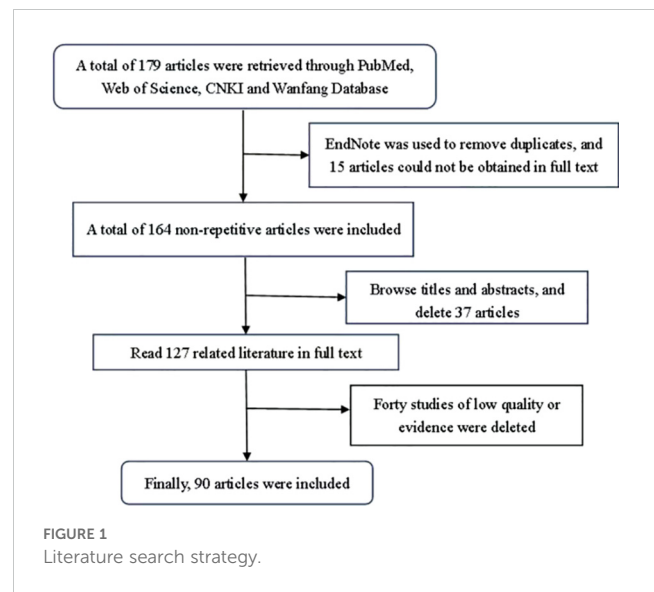 A total of 179 articles were retrieved through PubMed,
Web of Science, CNKI and Wanfang Database
EndNote was used to remove duplicates, and
15 articles could not be obtained in full text
A total of 164 non-repetitive articles were included
Browse titles and abstracts, and
delete 37 articles
Read 127 related literature in full text
Forty studies of low quality or
evidence were deleted
Finally, 90 articles were included
FIGURE 1
Literature search strategy.